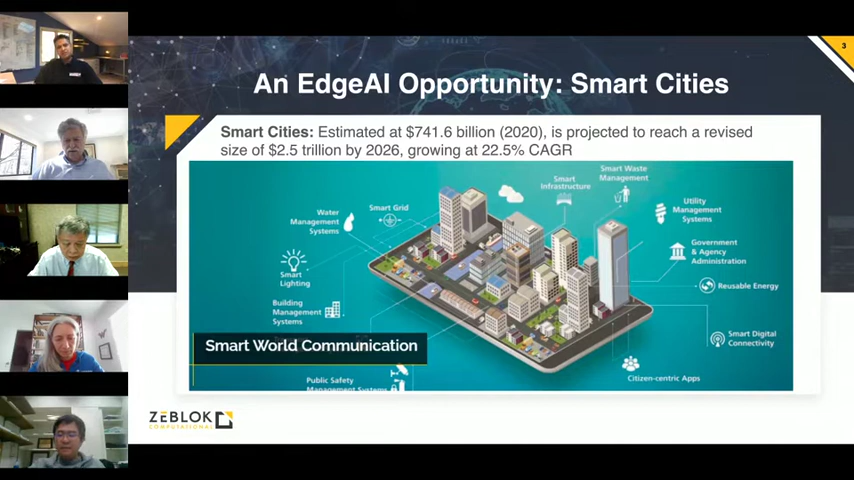 3
An EdgeAI Opportunity: Smart Cities
Smart Cities: Estimated at $741.6 billion (2020), is projected to reach a revised
size of $2.5 trillion by 2026, growing at 22.5% CAGR
Smart Waste
Management
Smart
Infrastructure
Smart Grid
Water
Management
Systems
Utility
Management
Systems
Government
& Agency
Administration
Smart
Lighting
Reusable Energy
Building
Management
Systems
Smart Digital
Connectivity
Smart World Communication
Public Safety
Management Systems
Citizen-centric Apps
ZEBLOK
COMPUTATIONAL